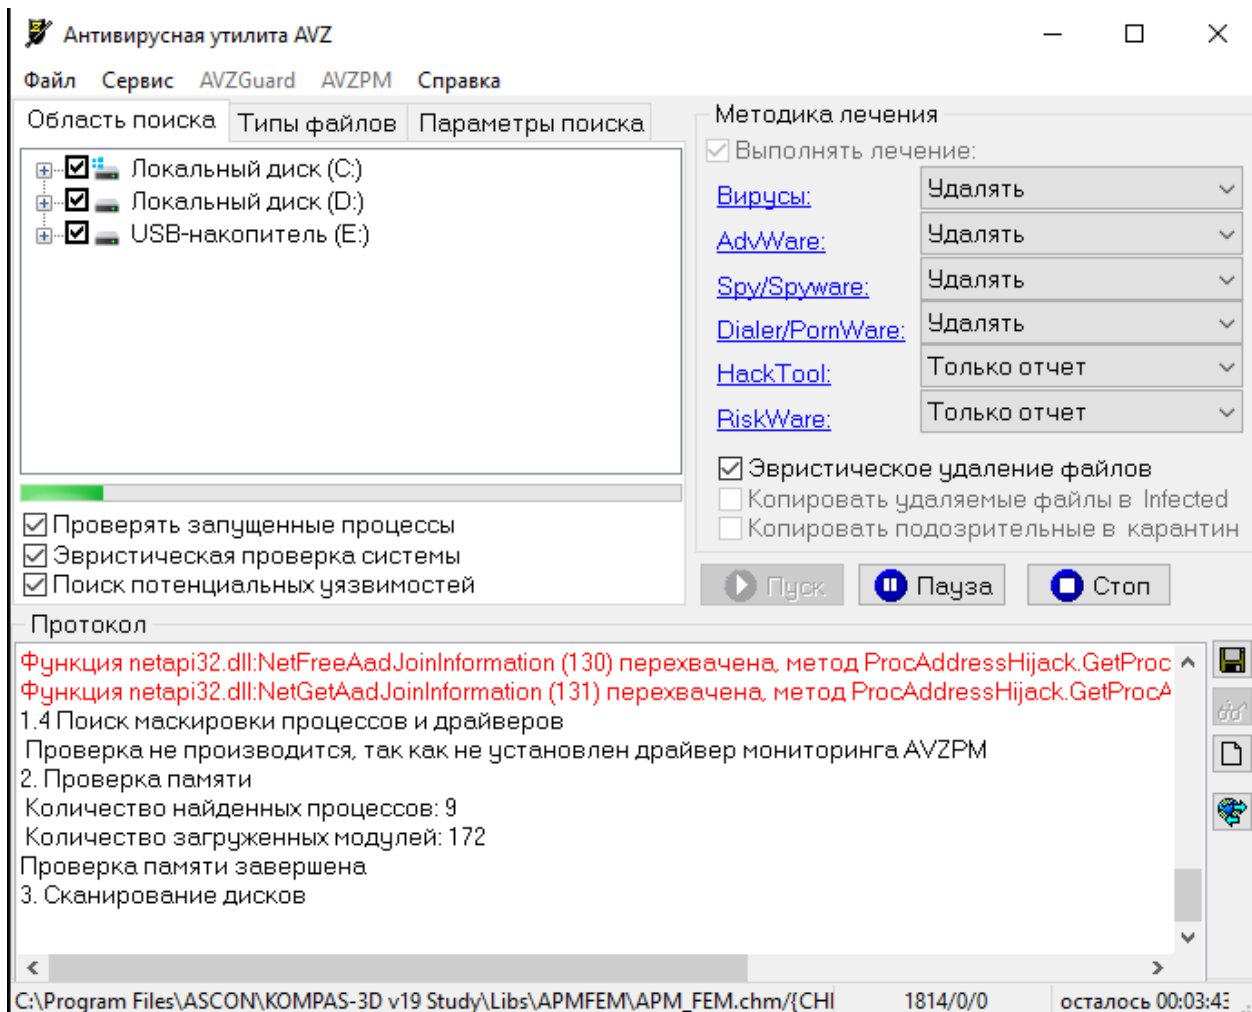 Антивирусная утилита AVZ
Файл Сервис AVZGuard AVZPM Справка
Область поиска Типы файлов Параметры поиска
Локальный диск (C:)
Локальный диск (D:)
USB-накопитель (E:)
Проверять запущенные процессы
Эвристическая проверка системы
Поиск потенциальных уязвимостей
Методика лечения
Выполнять лечение:
Вирусы: Удалять
AdvWare: Удалять
Spy/Spyware: Удалять
Dialer/PornWare: Удалять
HackTool: Только отчет
RiskWare: Только отчет
Эвристическое удаление файлов
Копировать удаляемые файлы в Infected
Копировать подозрительные в карантин
Пуск Пауза Стоп
Протокол
Функция netapi32.dll:NetFreeAadJoinInformation (130) перехвачена, метод ProcAddressHijack.GetProc
Функция netapi32.dll:NetGetAadJoinInformation (131) перехвачена, метод ProcAddressHijack.GetProcA
1.4 Поиск маскировки процессов и драйверов
Проверка не производится, так как не установлен драйвер мониторинга AVZPM
2. Проверка памяти
Количество найденных процессов: 9
Количество загруженных модулей: 172
Проверка памяти завершена
3. Сканирование дисков
C:\Program Files\ASCON\KOMPAS-3D v19 Study\Libs\APMFEM\APM_FEM.chm/{CHI 1814/0/0 осталось 00:03:43